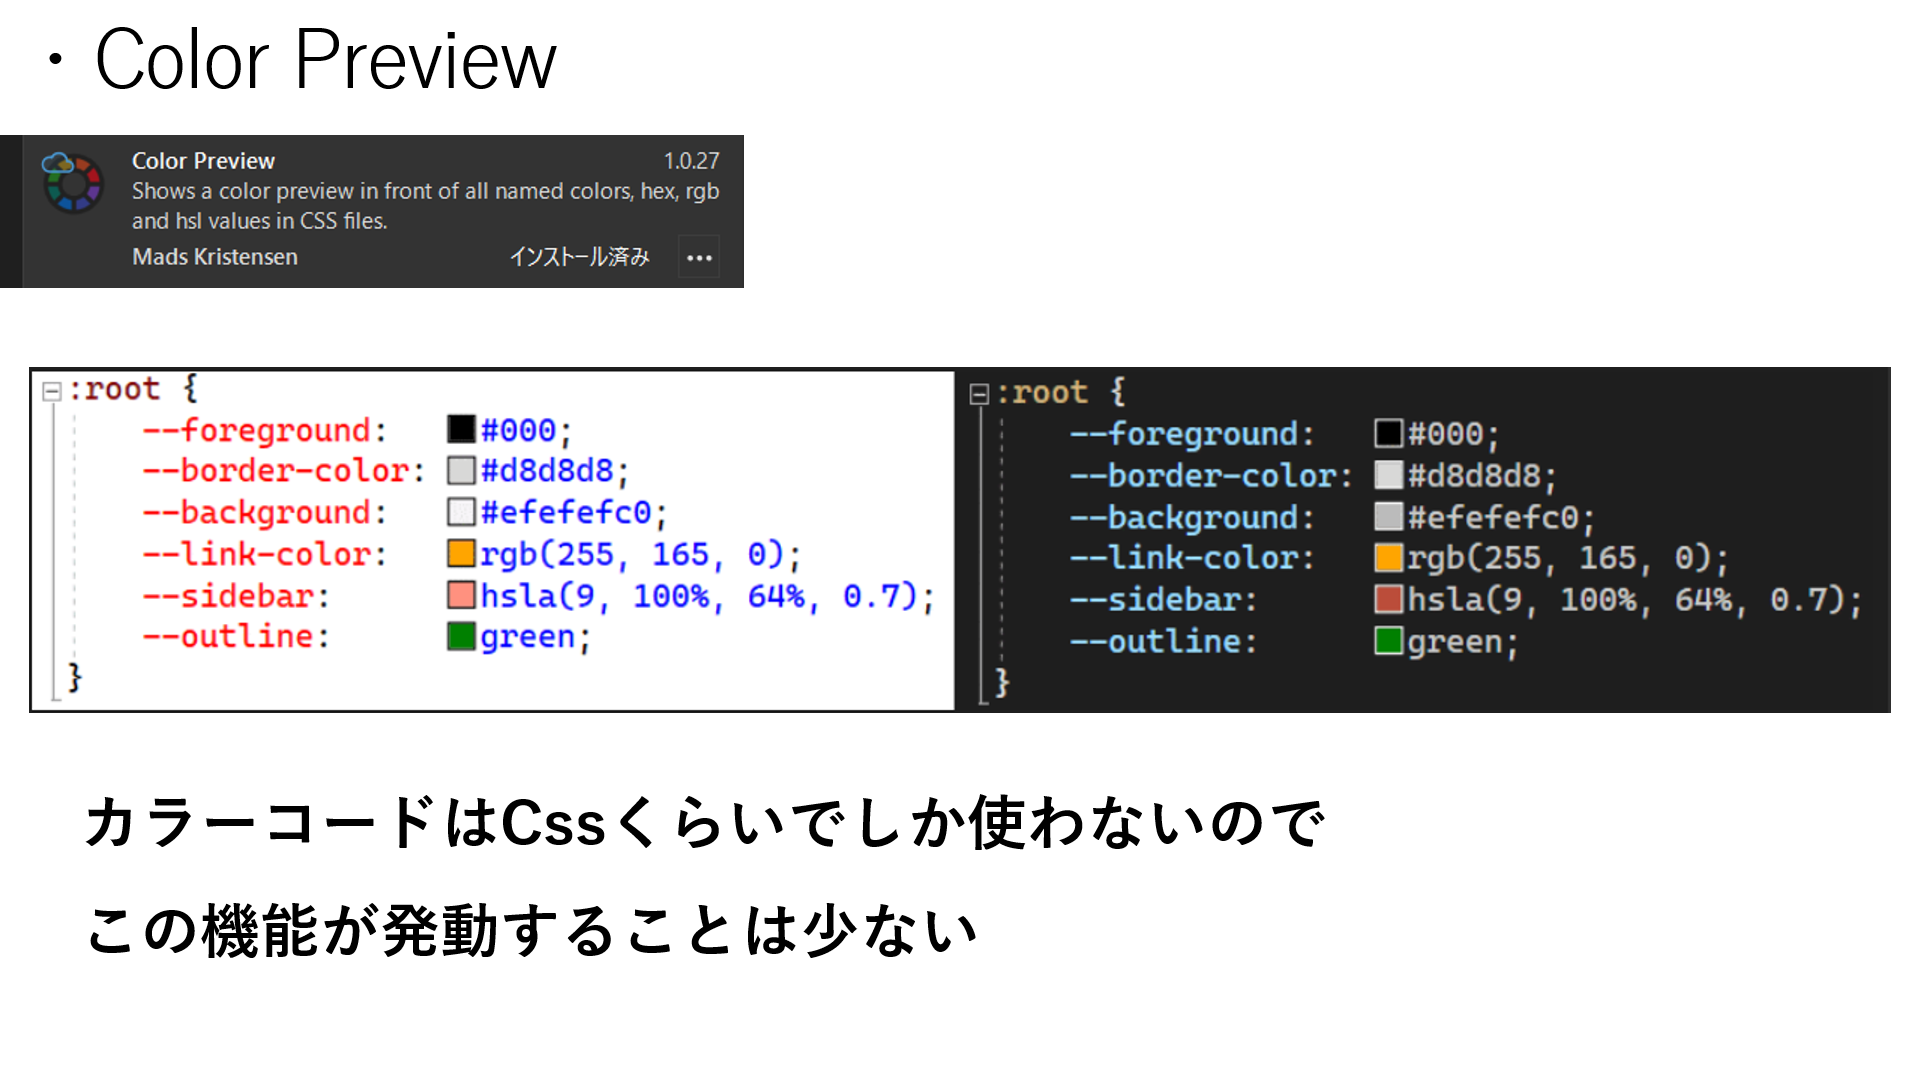 ・Color Preview
Color Preview 1.0.27
Shows a color preview in front of all named colors, hex, rgb
and hsl values in CSS files.
Mads Kristensen インストール済み ...
:root {
--foreground: #000;
--border-color: #d8d8d8;
--background: #efefefc0;
--link-color: rgb(255, 165, 0);
--sidebar: hsla(9, 100%, 64%, 0.7);
--outline: green;
}
:root {
--foreground: #000;
--border-color: #d8d8d8;
--background: #efefefc0;
--link-color: rgb(255, 165, 0);
--sidebar: hsla(9, 100%, 64%, 0.7);
--outline: green;
}
カラーコードはCssくらいでしか使わないので
この機能が発動することは少ない